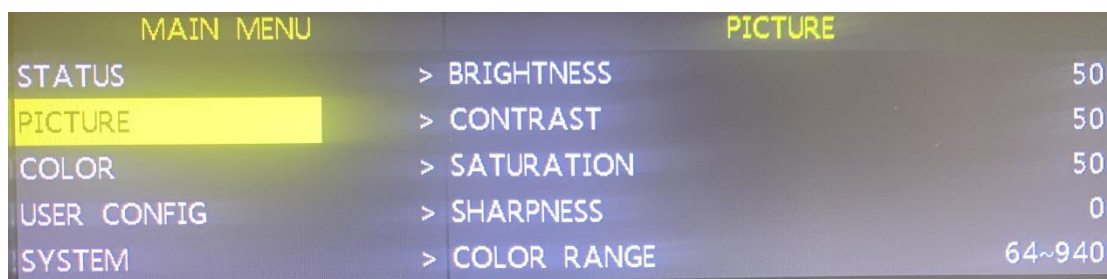 MAIN MENU PICTURE
STATUS > BRIGHTNESS 50
PICTURE > CONTRAST 50
COLOR > SATURATION 50
USER CONFIG > SHARPNESS 0
SYSTEM > COLOR RANGE 64~940